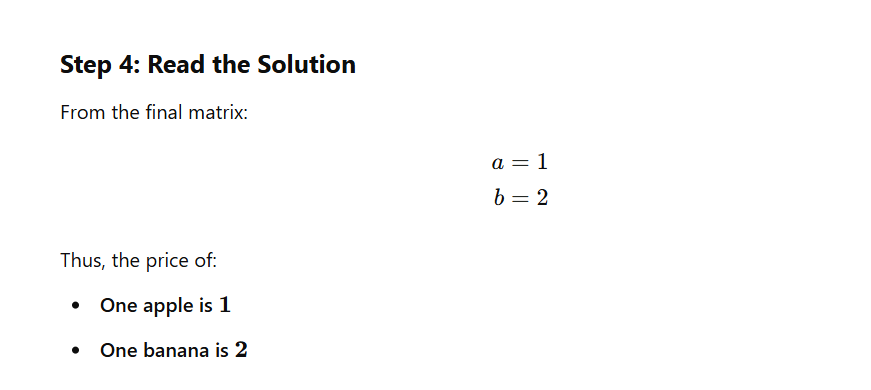 Step 4: Read the Solution
From the final matrix:
a = 1
b = 2
Thus, the price of:
• One apple is 1
• One banana is 2